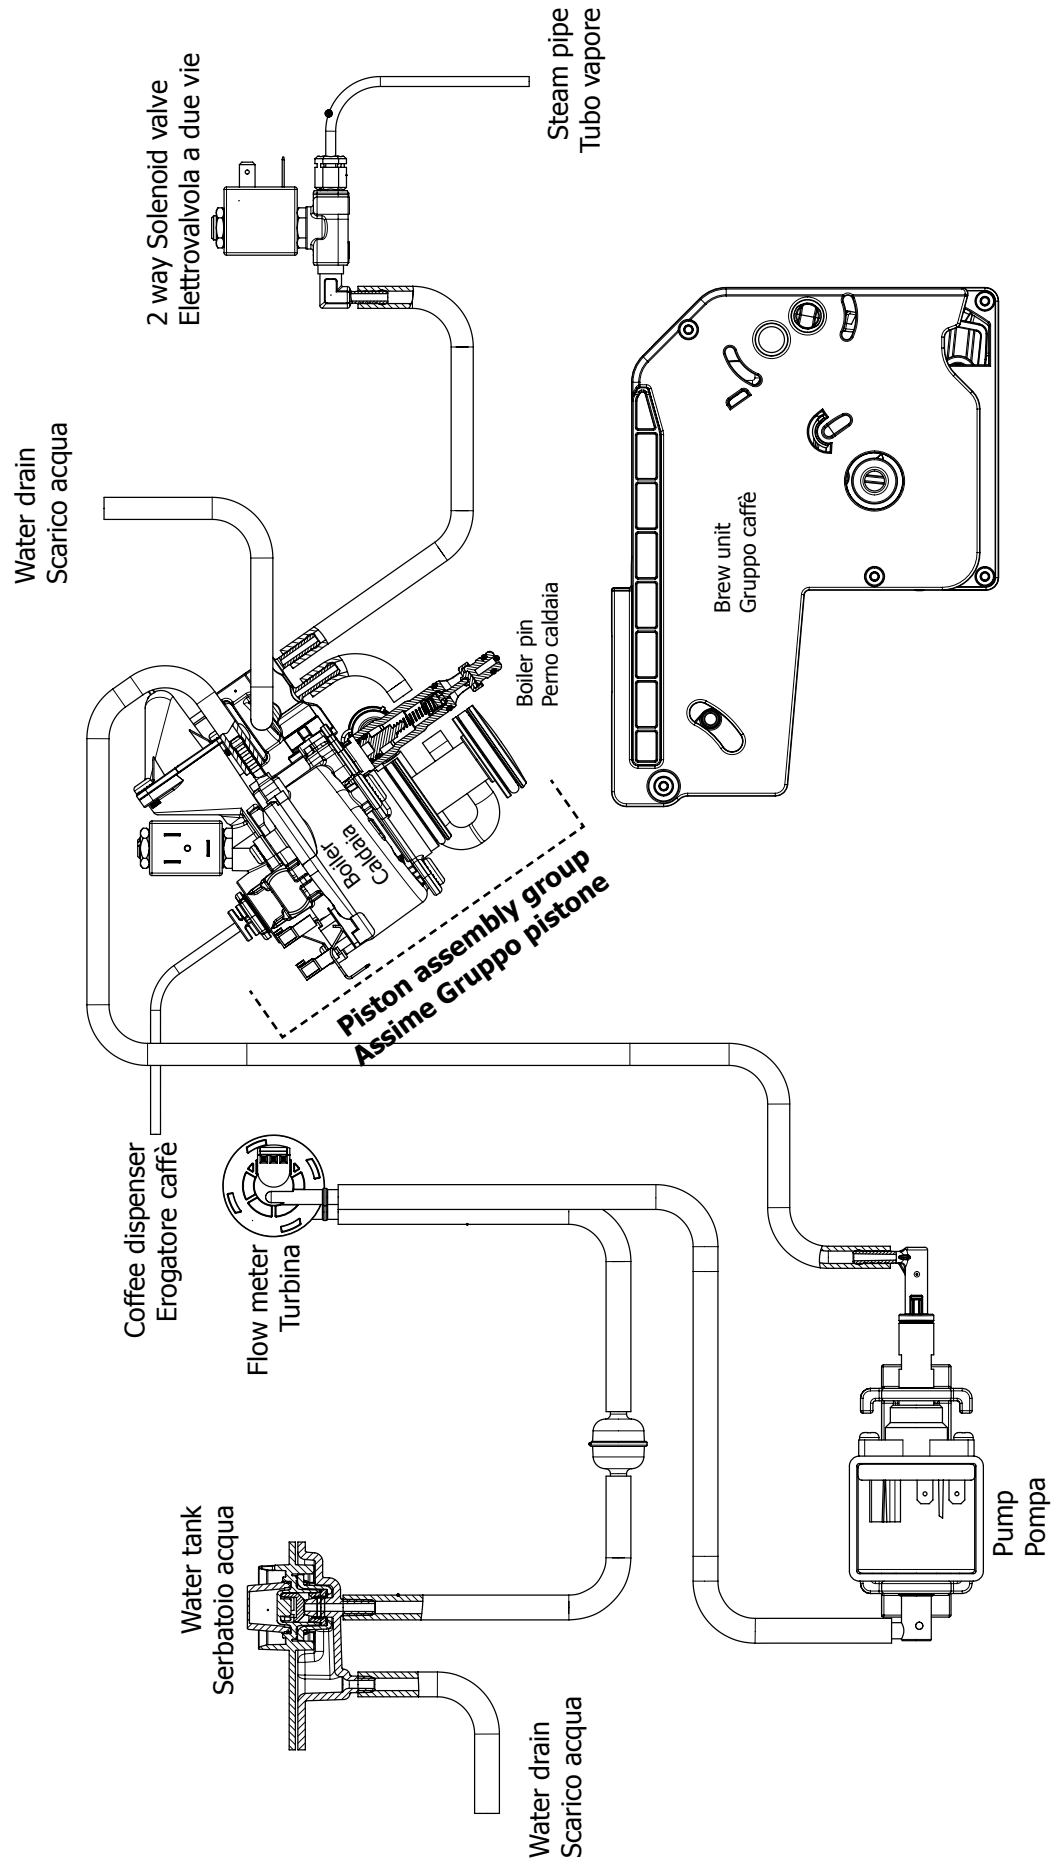 2 way Solenoid valve
Elettrovalvola a due vie
Steam pipe
Tubo vapore
Water drain
Scarico acqua
Boiler pin
Perno caldaia
Brew unit
Gruppo caffè
Boiler
Caldaia
Piston assembly group
Assime Gruppo pistone
Coffee dispenser
Erogatore caffè
Flow meter
Turbina
Water tank
Serbatoio acqua
Pump
Pompa
Water drain
Scarico acqua